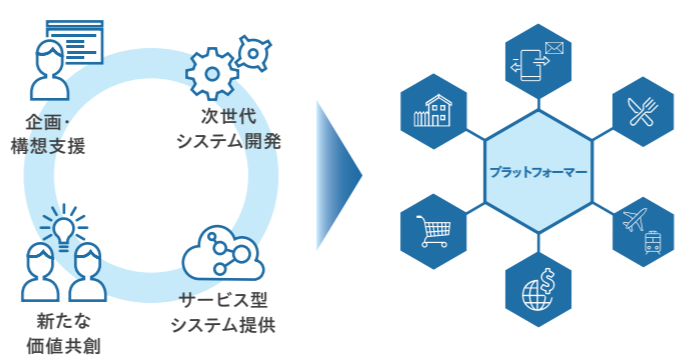 企画・
構想支援
次世代
システム開発
新たな
価値共創
サービス型
システム提供
プラットフォーマー